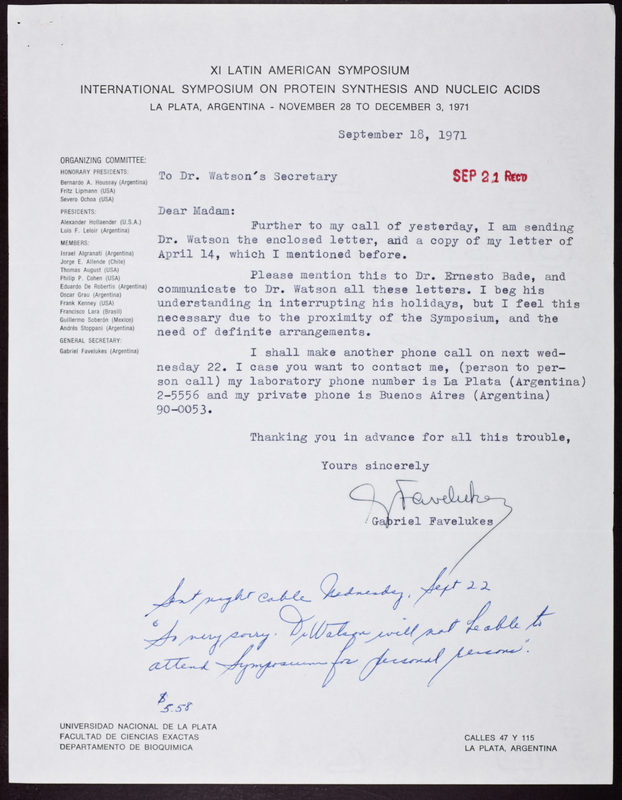 XI LATIN AMERICAN SYMPOSIUM
INTERNATIONAL SYMPOSIUM ON PROTEIN SYNTHESIS AND NUCLEIC ACIDS
LA PLATA, ARGENTINA - NOVEMBER 28 TO DECEMBER 3, 1971
September 18, 1971
ORGANIZING COMMITTEE:
HONORARY PRESIDENTS:
Bernardo A. Houssay (Argentina)
Fritz Lipmann (USA)
Severo Ochoa (USA)
PRESIDENTS:
Alexander Hollaender (U.S.A.)
Luis F. Leloir (Argentina)
MEMBERS:
Israel Algranati (Argentina)
Jorge E. Allende (Chile)
Thomas August (USA)
Philip P. Cohen (USA)
Eduardo De Robertis (Argentina)
Oscar Grau (Argentina)
Frank Kenney (USA)
Francisco Lara (Brasil)
Guillermo Soberón (Mexico)
Andrés Stoppani (Argentina)
GENERAL SECRETARY:
Gabriel Favelukes (Argentina)
To Dr. Watson's Secretary
SEP 21 REC'D
Dear Madam:
Further to my call of yesterday, I am sending
Dr. Watson the enclosed letter, and a copy of my letter of
April 14, which I mentioned before.
Please mention this to Dr. Ernesto Bade, and
communicate to Dr. Watson all these letters. I beg his
understanding in interrupting his holidays, but I feel this
necessary due to the proximity of the Symposium, and the
need of definite arrangements.
I shall make another phone call on next wed-
nesday 22. I case you want to contact me, (person to per-
son call) my laboratory phone number is La Plata (Argentina)
2-5556 and my private phone is Buenos Aires (Argentina)
90-0053.
Thanking you in advance for all this trouble,
Yours sincerely
G Favelukes
Gabriel Favelukes
Sent night cable Wednesday, Sept 22
"So very sorry. Dr Watson will not be able to
attend Symposium for personal reasons".
$
5.58
UNIVERSIDAD NACIONAL DE LA PLATA
FACULTAD DE CIENCIAS EXACTAS
DEPARTAMENTO DE BIOQUIMICA
CALLES 47 Y 115
LA PLATA, ARGENTINA